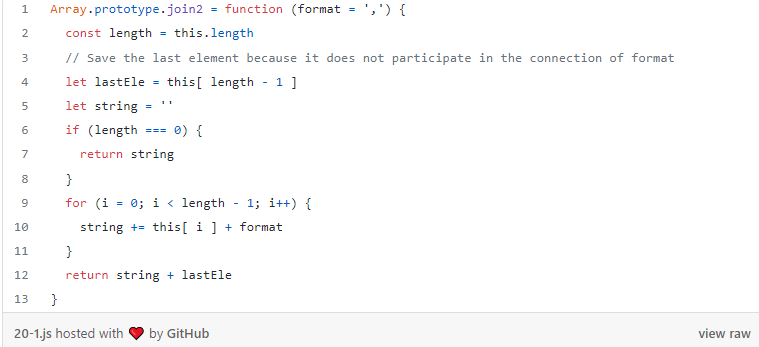 1 Array.prototype.join2 = function (format = ',') {
2 const length = this.length
3 // Save the last element because it does not participate in the connection of format
4 let lastEle = this[ length - 1 ]
5 let string = ''
6 if (length === 0) {
7 return string
8 }
9 for (i = 0; i < length - 1; i++) {
10 string += this[ i ] + format
11 }
12 return string + lastEle
13 }
20-1.js hosted with ❤ by GitHub view raw